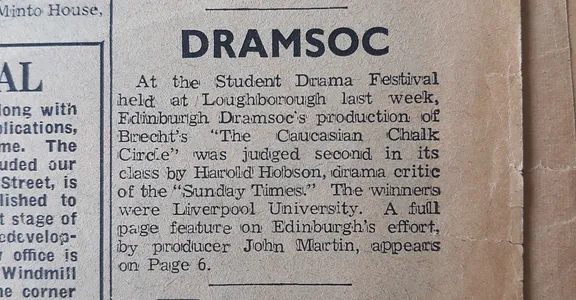 Minto House,
AL
long with
plications,
me. The
uded our
Street, is
lished to
t stage of
edevelop-
office is
Windmill
he corner
DRAMSOC
At the Student Drama Festival
held at Loughborough last week,
Edinburgh Dramsoc's production of
Brecht's "The Caucasian Chalk
Circle" was judged second in its
class by Harold Hobson, drama critic
of the "Sunday Times." The winners
were Liverpool University. A full
page feature on Edinburgh's effort,
by producer John Martin, appears
on Page 6.